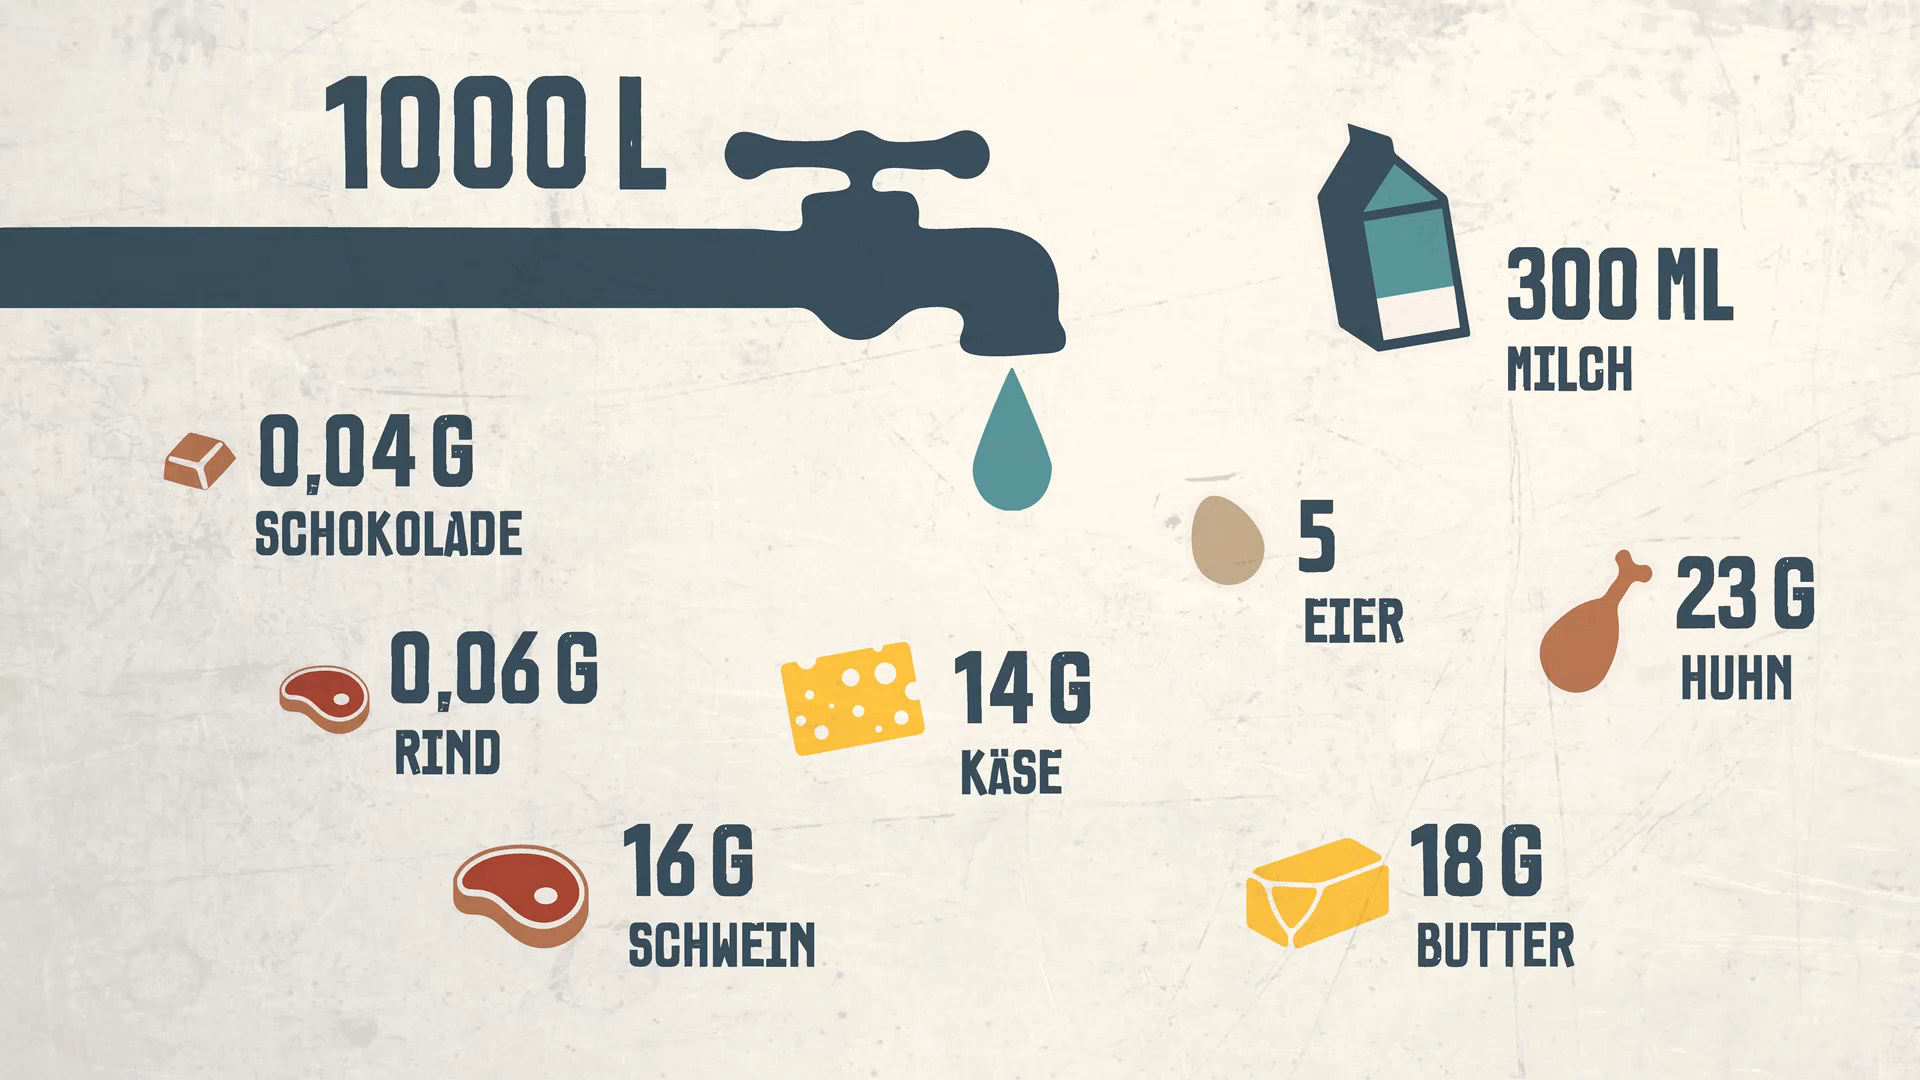 1000 L
300 ML
MILCH
0,04 G
SCHOKOLADE
5
EIER
23 G
HUHN
0,06 G
RIND
14 G
KÄSE
16 G
SCHWEIN
18 G
BUTTER